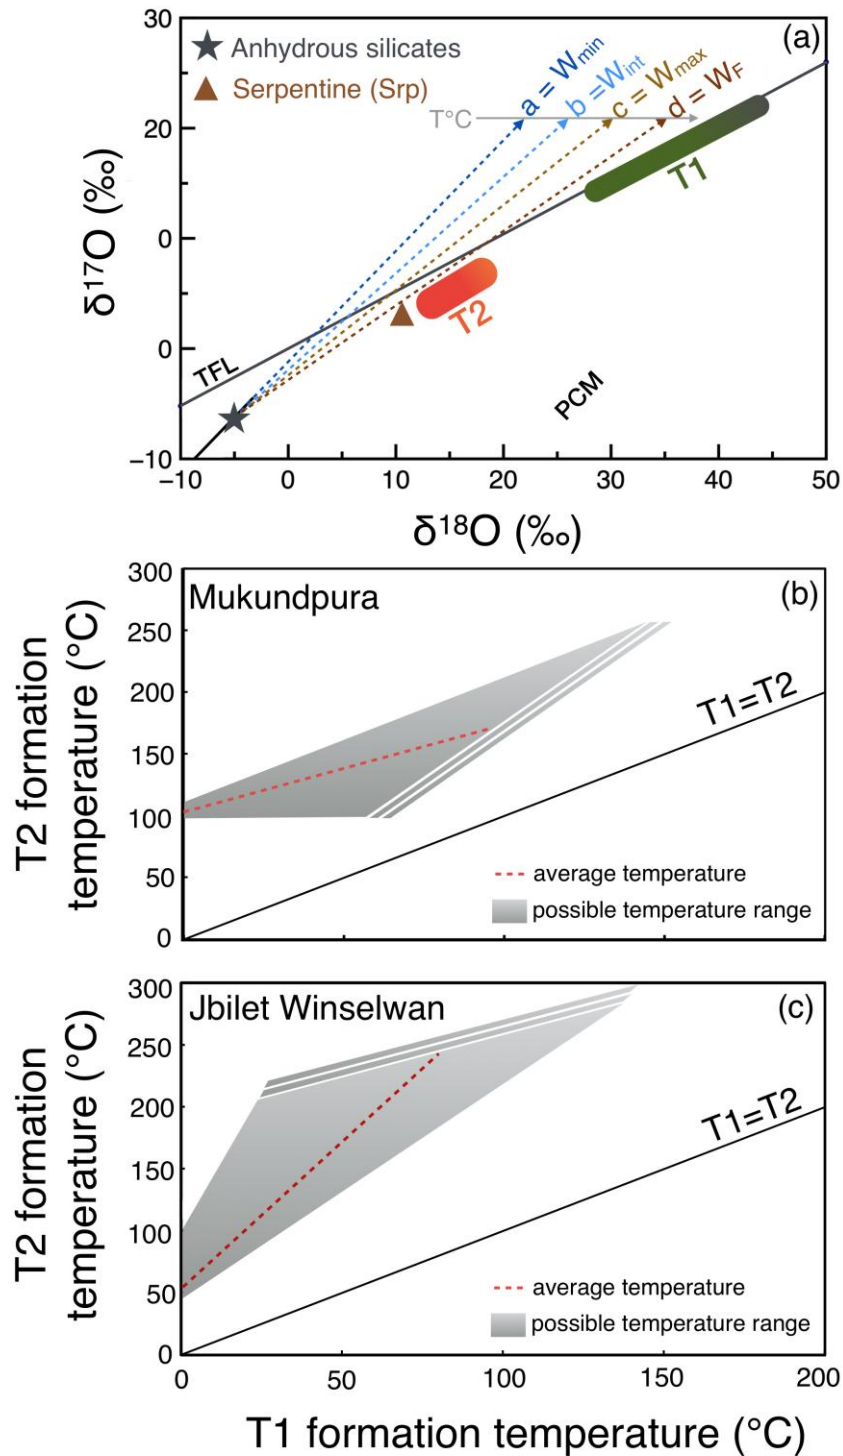 30
(a)
Anhydrous silicates
Serpentine (Srp)
a = Wmin
b =Wint
c = Wmax
d = WF
T°C
20
T1
δ¹⁷O (‰)
0
T2
0
TFL
PCM
−10
−10
0
10
20
30
40
50
δ¹⁸O (‰)
300
Mukundpura
(b)
250
200
T1=T2
150
100
50
0
T2 formation
temperature (°C)
average temperature
possible temperature range
300
Jbilet Winselwan
(c)
250
200
T1=T2
150
100
50
0
T2 formation
temperature (°C)
average temperature
possible temperature range
0
50
100
150
200
T1 formation temperature (°C)